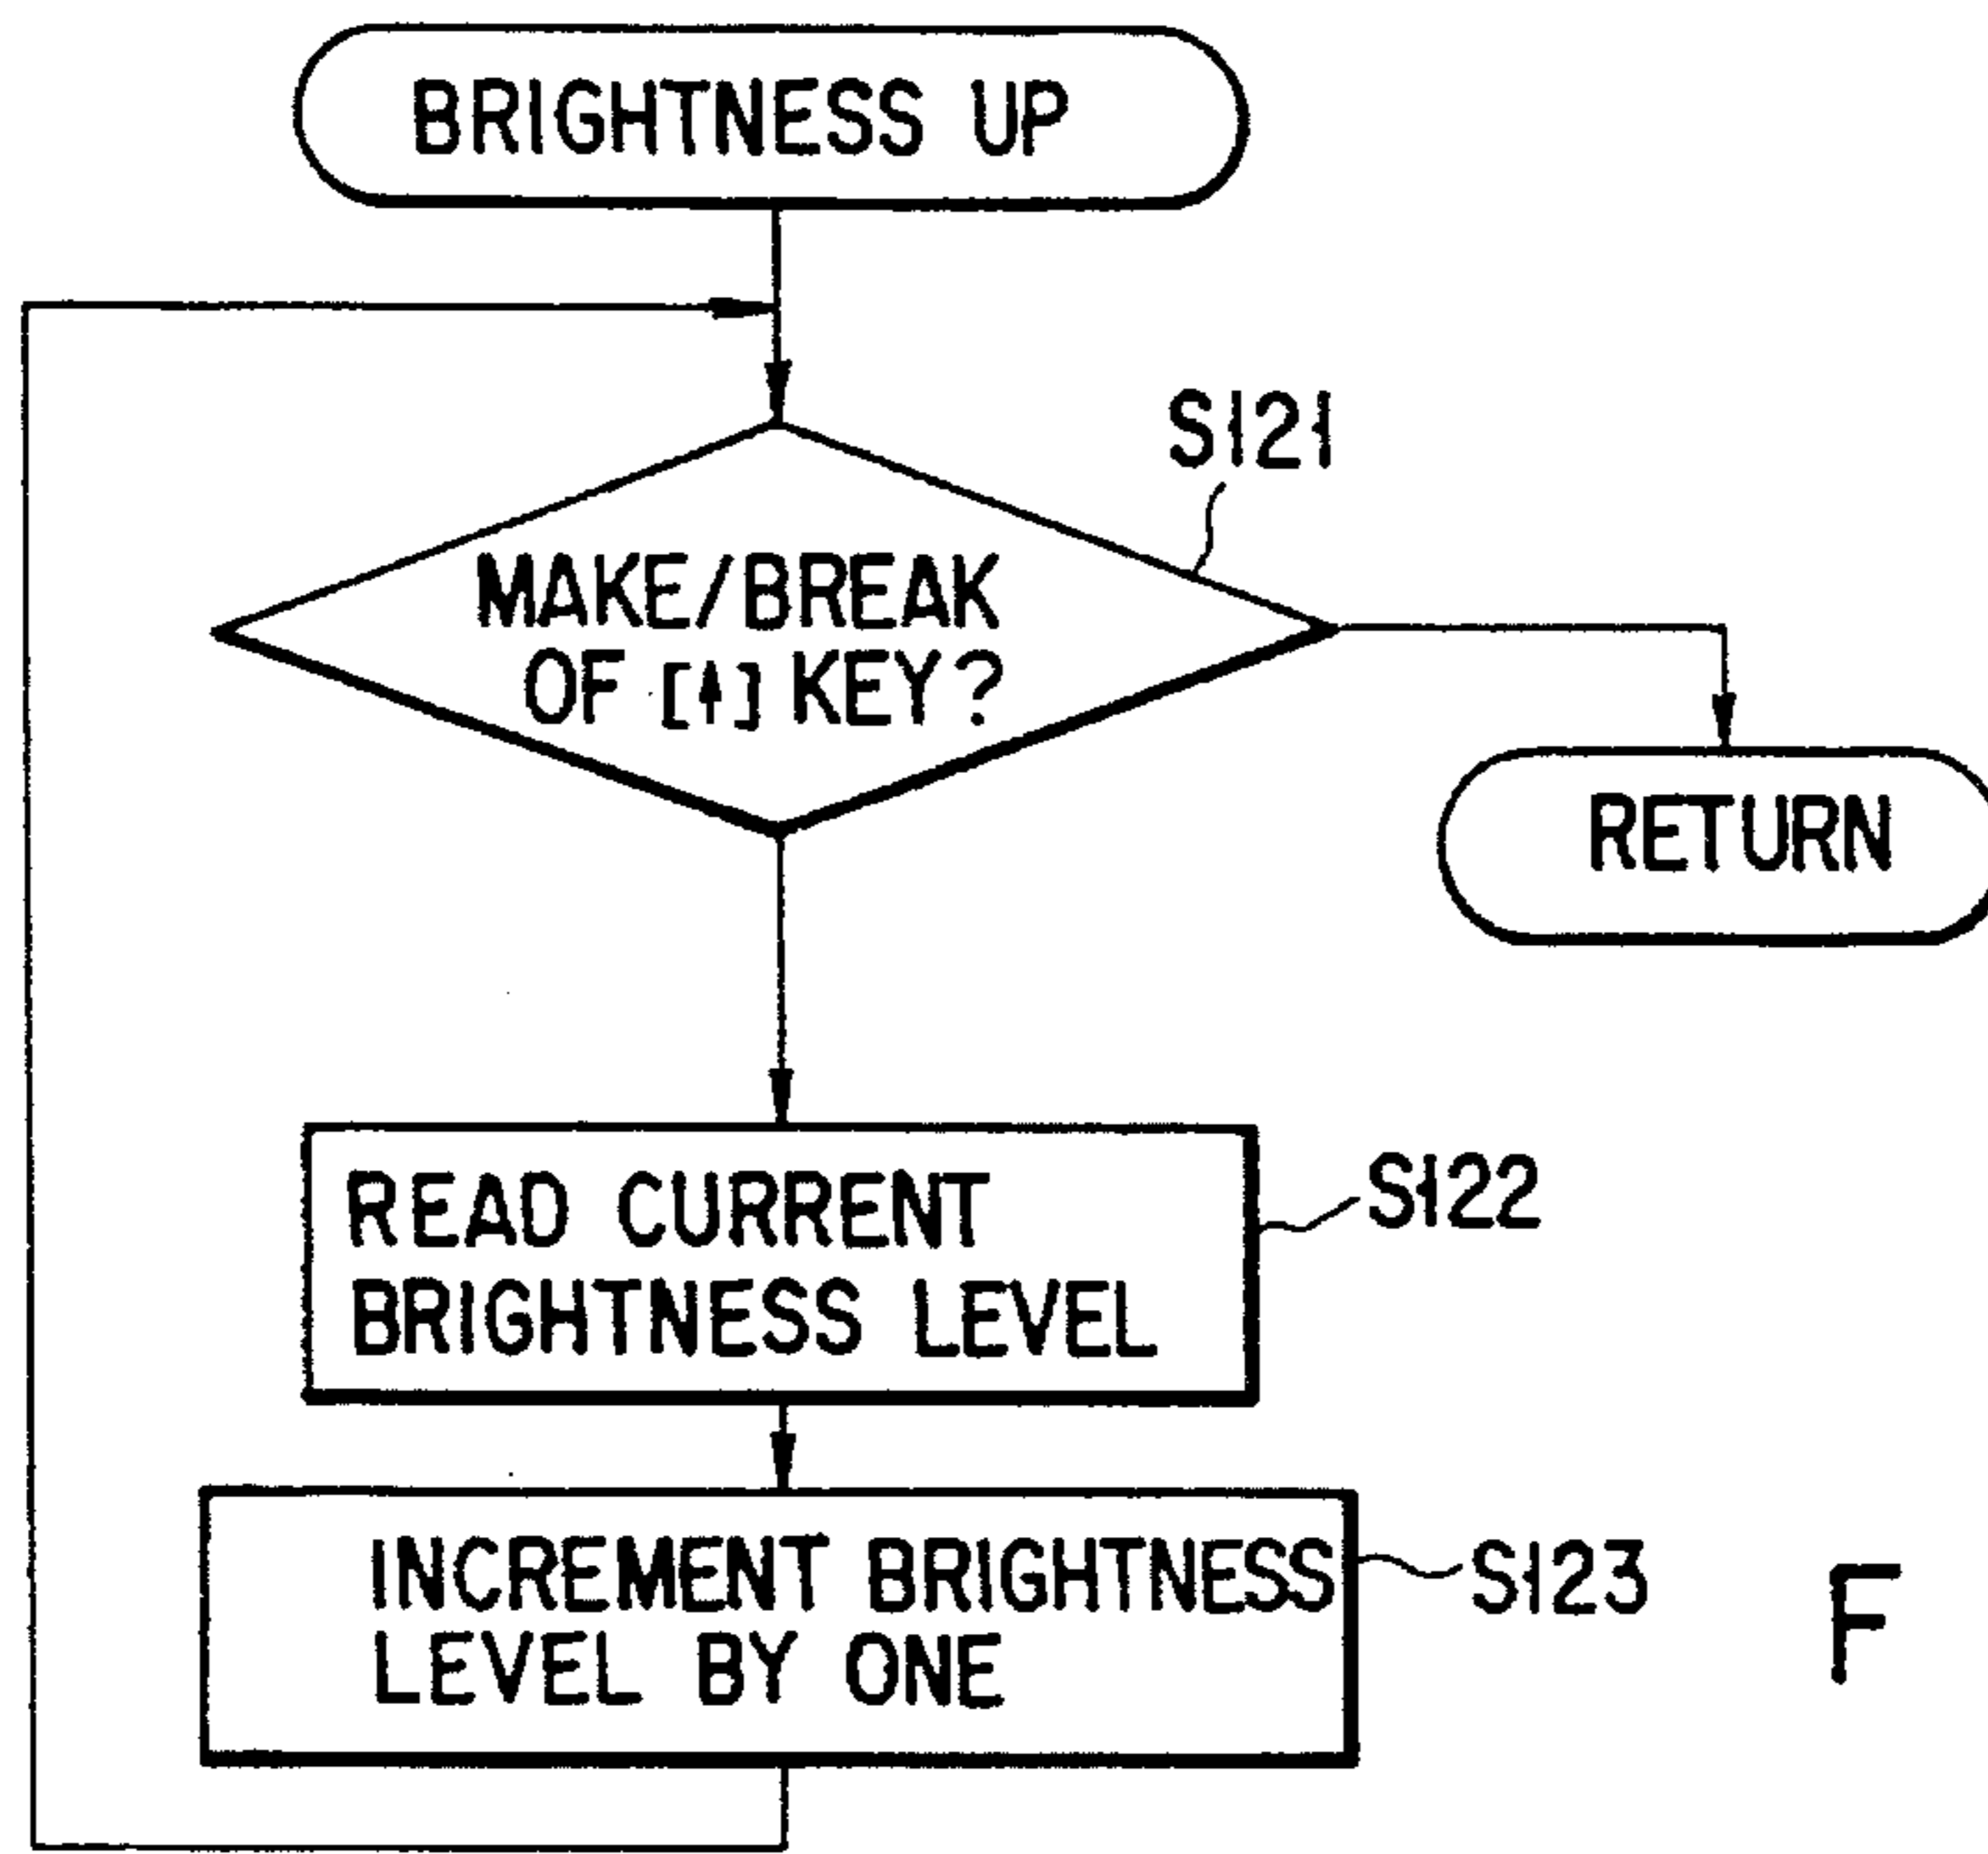 BRIGHTNESS UP
S121
MAKE/BREAK
OF [↑] KEY?
RETURN
READ CURRENT
BRIGHTNESS LEVEL
S122
INCREMENT BRIGHTNESS
LEVEL BY ONE
S123
F